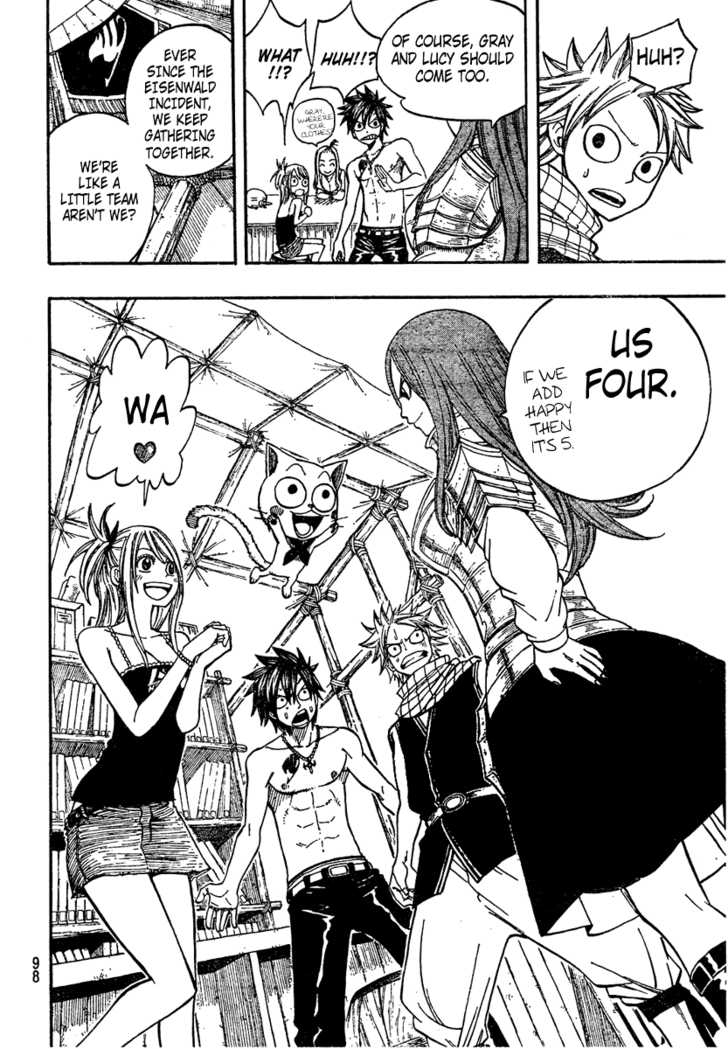 HUH?
OF COURSE, GRAY
AND LUCY SHOULD
COME TOO.
HUH!!?
WHAT
!!?
GRAY,
WHERE'RE
YOUR
CLOTHES?
EVER
SINCE THE
EISENWALD
INCIDENT,
WE KEEP
GATHERING
TOGETHER.
WE'RE
LIKE A
LITTLE TEAM
AREN'T WE?
US
FOUR.
IF WE
ADD
HAPPY
THEN
ITS 5.
WA
♥
98